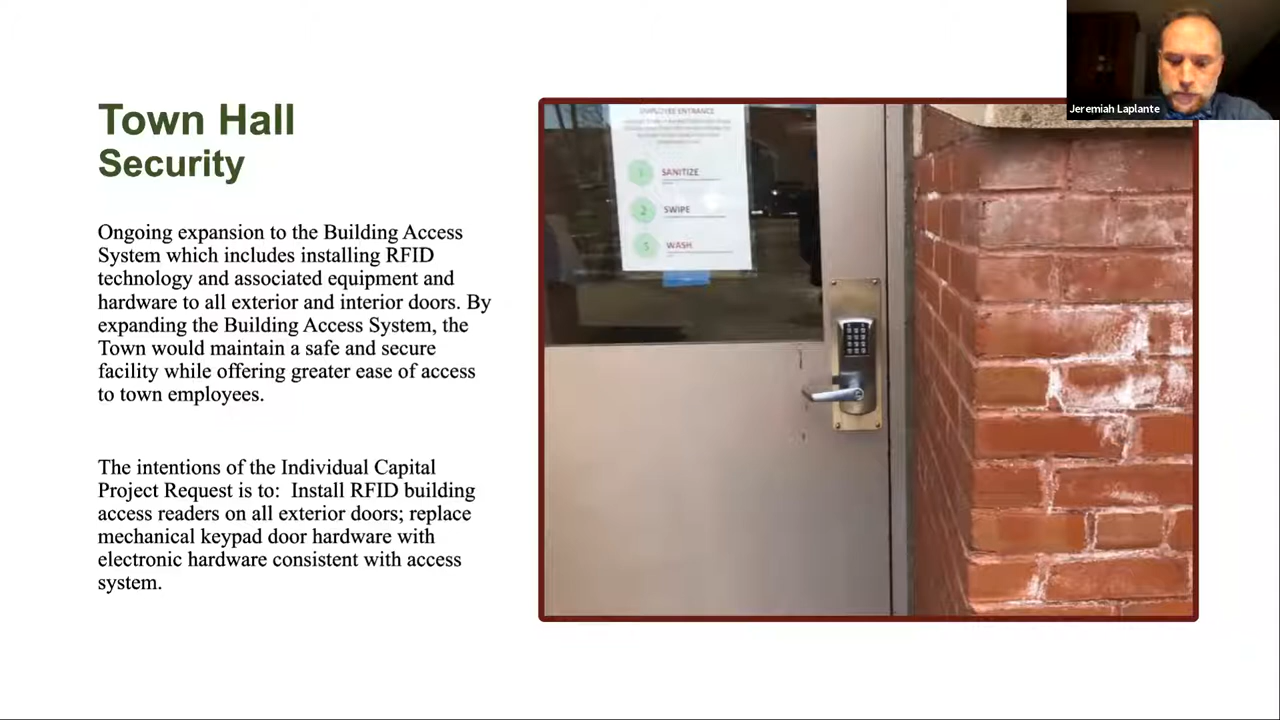 Jeremiah Laplante
Town Hall
Security
Ongoing expansion to the Building Access
System which includes installing RFID
technology and associated equipment and
hardware to all exterior and interior doors. By
expanding the Building Access System, the
Town would maintain a safe and secure
facility while offering greater ease of access
to town employees.
The intentions of the Individual Capital
Project Request is to:  Install RFID building
access readers on all exterior doors; replace
mechanical keypad door hardware with
electronic hardware consistent with access
system.
EMPLOYEE ENTRANCE
SANITIZE
2 SWIPE
WASH